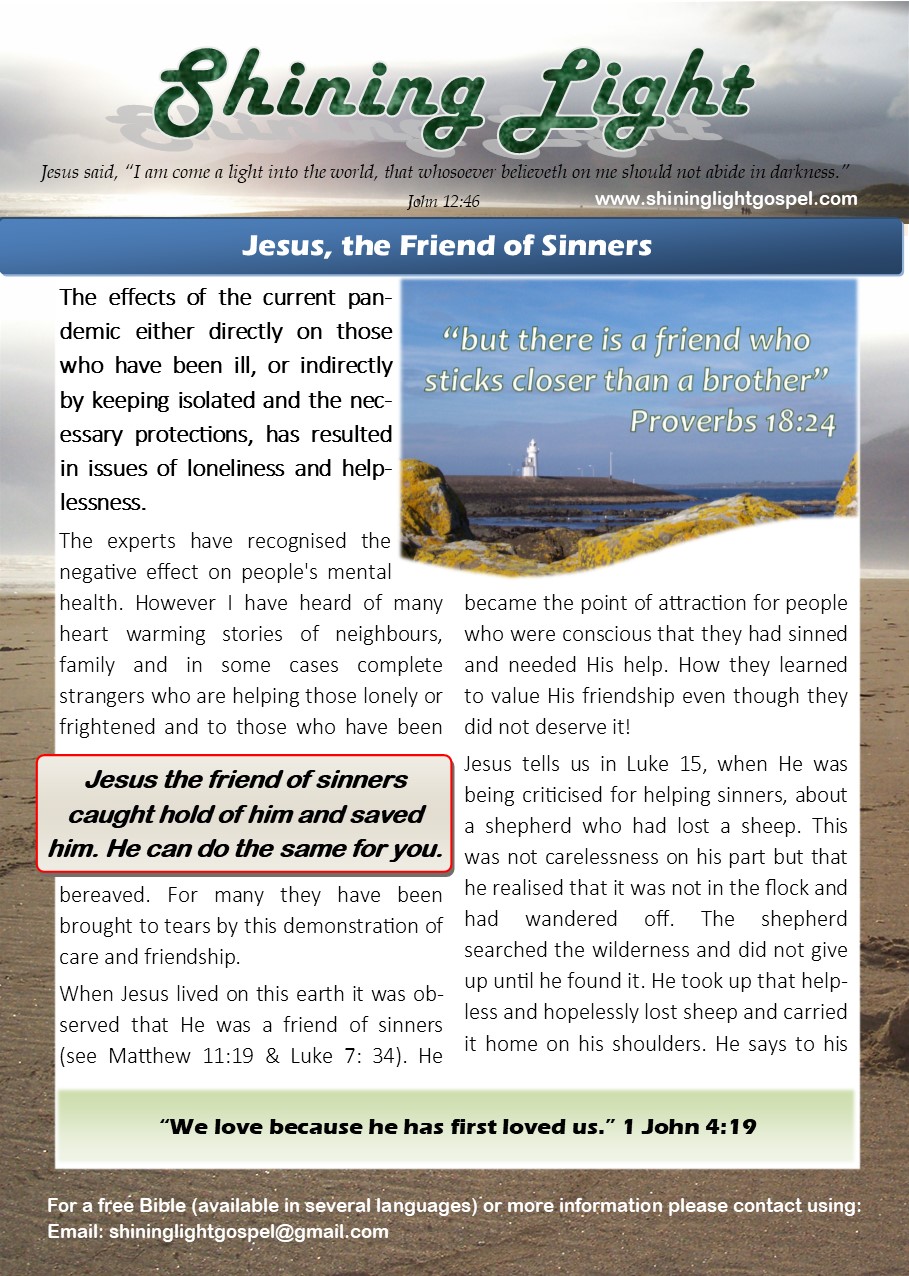 Shining Light
Jesus said, “I am come a light into the world, that whosoever believeth on me should not abide in darkness.”
John 12:46
www.shininglightgospel.com
Jesus, the Friend of Sinners
The effects of the current pan-
demic either directly on those
who have been ill, or indirectly
by keeping isolated and the nec-
essary protections, has resulted
in issues of loneliness and help-
lessness.
“but there is a friend who
sticks closer than a brother”
Proverbs 18:24
The experts have recognised the
negative effect on people's mental
health. However I have heard of many
heart warming stories of neighbours,
family and in some cases complete
strangers who are helping those lonely or
frightened and to those who have been
Jesus the friend of sinners
caught hold of him and saved
him. He can do the same for you.
bereaved. For many they have been
brought to tears by this demonstration of
care and friendship.
When Jesus lived on this earth it was ob-
served that He was a friend of sinners
(see Matthew 11:19 & Luke 7: 34). He
became the point of attraction for people
who were conscious that they had sinned
and needed His help. How they learned
to value His friendship even though they
did not deserve it!
Jesus tells us in Luke 15, when He was
being criticised for helping sinners, about
a shepherd who had lost a sheep. This
was not carelessness on his part but that
he realised that it was not in the flock and
had wandered off. The shepherd
searched the wilderness and did not give
up until he found it. He took up that help-
less and hopelessly lost sheep and carried
it home on his shoulders. He says to his
“We love because he has first loved us.” 1 John 4:19
For a free Bible (available in several languages) or more information please contact using:
Email: shininglightgospel@gmail.com